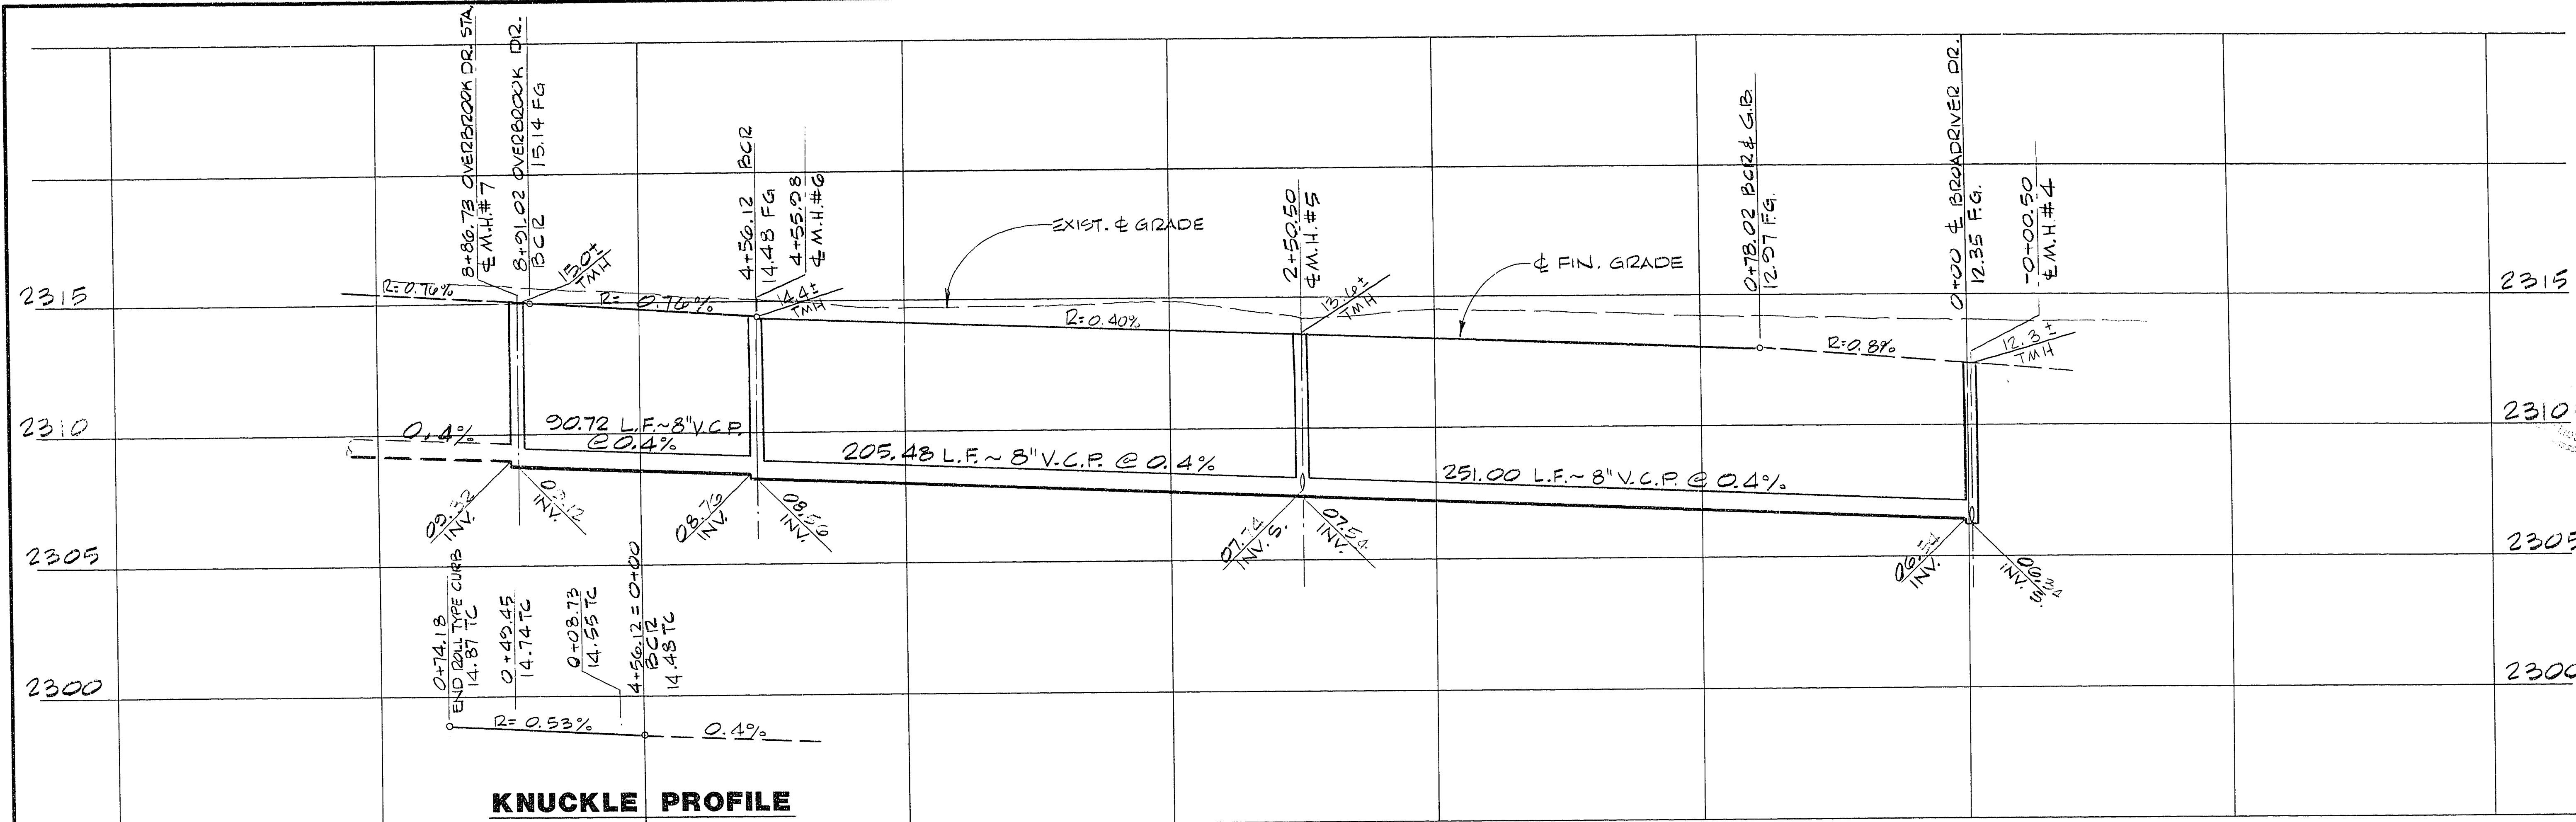 8+86.73 OVERBROOK DR. STA.
℄ M.H.#7
8+91.02 OVERBROOK DR.
BCR 15.14 FG
4+56.12 BCR
14.48 FG
4+55.98
℄ M.H.#6
2+50.50
℄ M.H.#5
0+78.02 BCR & G.B.
12.97 F.G.
0+00 ℄ BROADRIVER DR.
12.35 F.G.
-0+00.50
℄ M.H.#4
EXIST. ℄ GRADE
℄ FIN. GRADE
15.0±
TMH
14.4±
TMH
13.6±
TMH
12.3±
TMH
2315
R=0.76%
R= 0.76%
R=0.40%
R=0.8%
2315
2310
0.4%
90.72 L.F.~8"V.C.P.
@ 0.4%
205.48 L.F.~ 8"V.C.P. @ 0.4%
251.00 L.F.~ 8"V.C.P. @ 0.4%
2310
09.32
INV.
09.12
INV.
08.76
INV.
08.56
INV.
07.74
INV. S.
07.54
INV.
INV.
06.34
INV. S.
2305
2305
0+74.18
END ROLL TYPE CURB
14.87 TC
0+49.45
14.74 TC
0+08.73
14.55 TC
4+56.12 = 0+00
BCR
14.48 TC
2300
2300
R= 0.53%
0.4%
KNUCKLE PROFILE